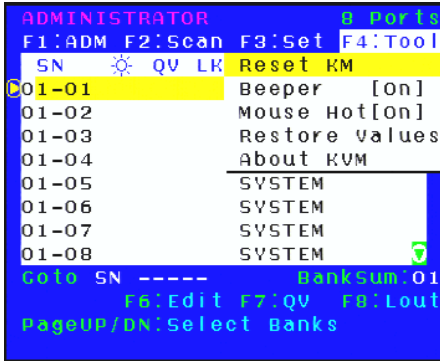 ADMINISTRATOR 8 Ports
F1:ADM F2:Scan F3:Set F4:Tool
SN QV LK Reset KM
01-01 Beeper [On]
01-02 Mouse Hot[On]
01-03 Restore Values
01-04 About KVM
01-05 SYSTEM
01-06 SYSTEM
01-07 SYSTEM
01-08 SYSTEM
Goto SN ----- BankSum:01
F6:Edit F7:QV F8:Lout
PageUP/DN:Select Banks